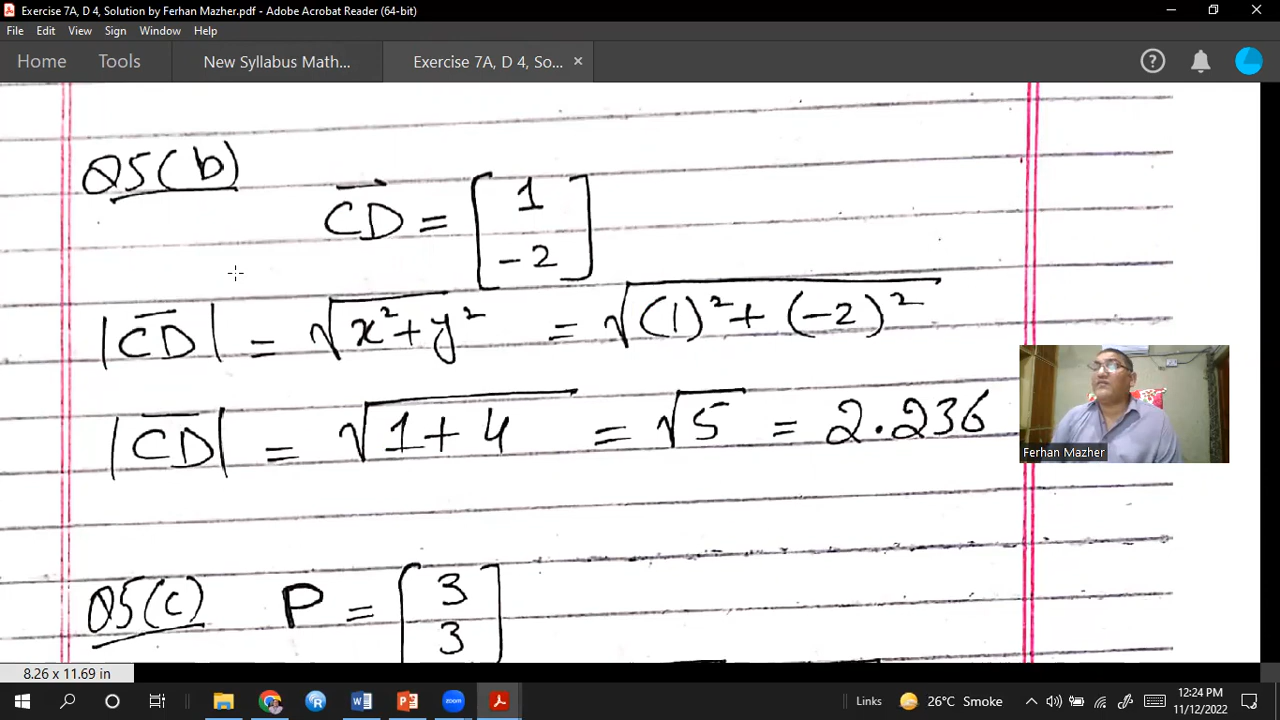 Exercise 7A, D 4, Solution by Ferhan Mazher.pdf - Adobe Acrobat Reader (64-bit)
File Edit View Sign Window Help
Home Tools New Syllabus Math... Exercise 7A, D 4, So... ×
Q5(b)
CD⃗ = [1
-2]
|CD| = √x²+y² = √(1)²+(-2)²
|CD| = √1+4 = √5 = 2.236
Ferhan Mazher
Q5(c) P = [3
3]
8.26 x 11.69 in
Links 26°C Smoke 12:24 PM
11/12/2022